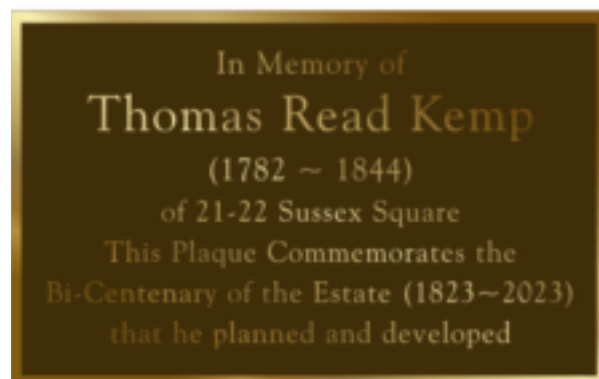 In Memory of
Thomas Read Kemp
(1782 ~ 1844)
of 21-22 Sussex Square
This Plaque Commemorates the
Bi-Centenary of the Estate (1823~2023)
that he planned and developed